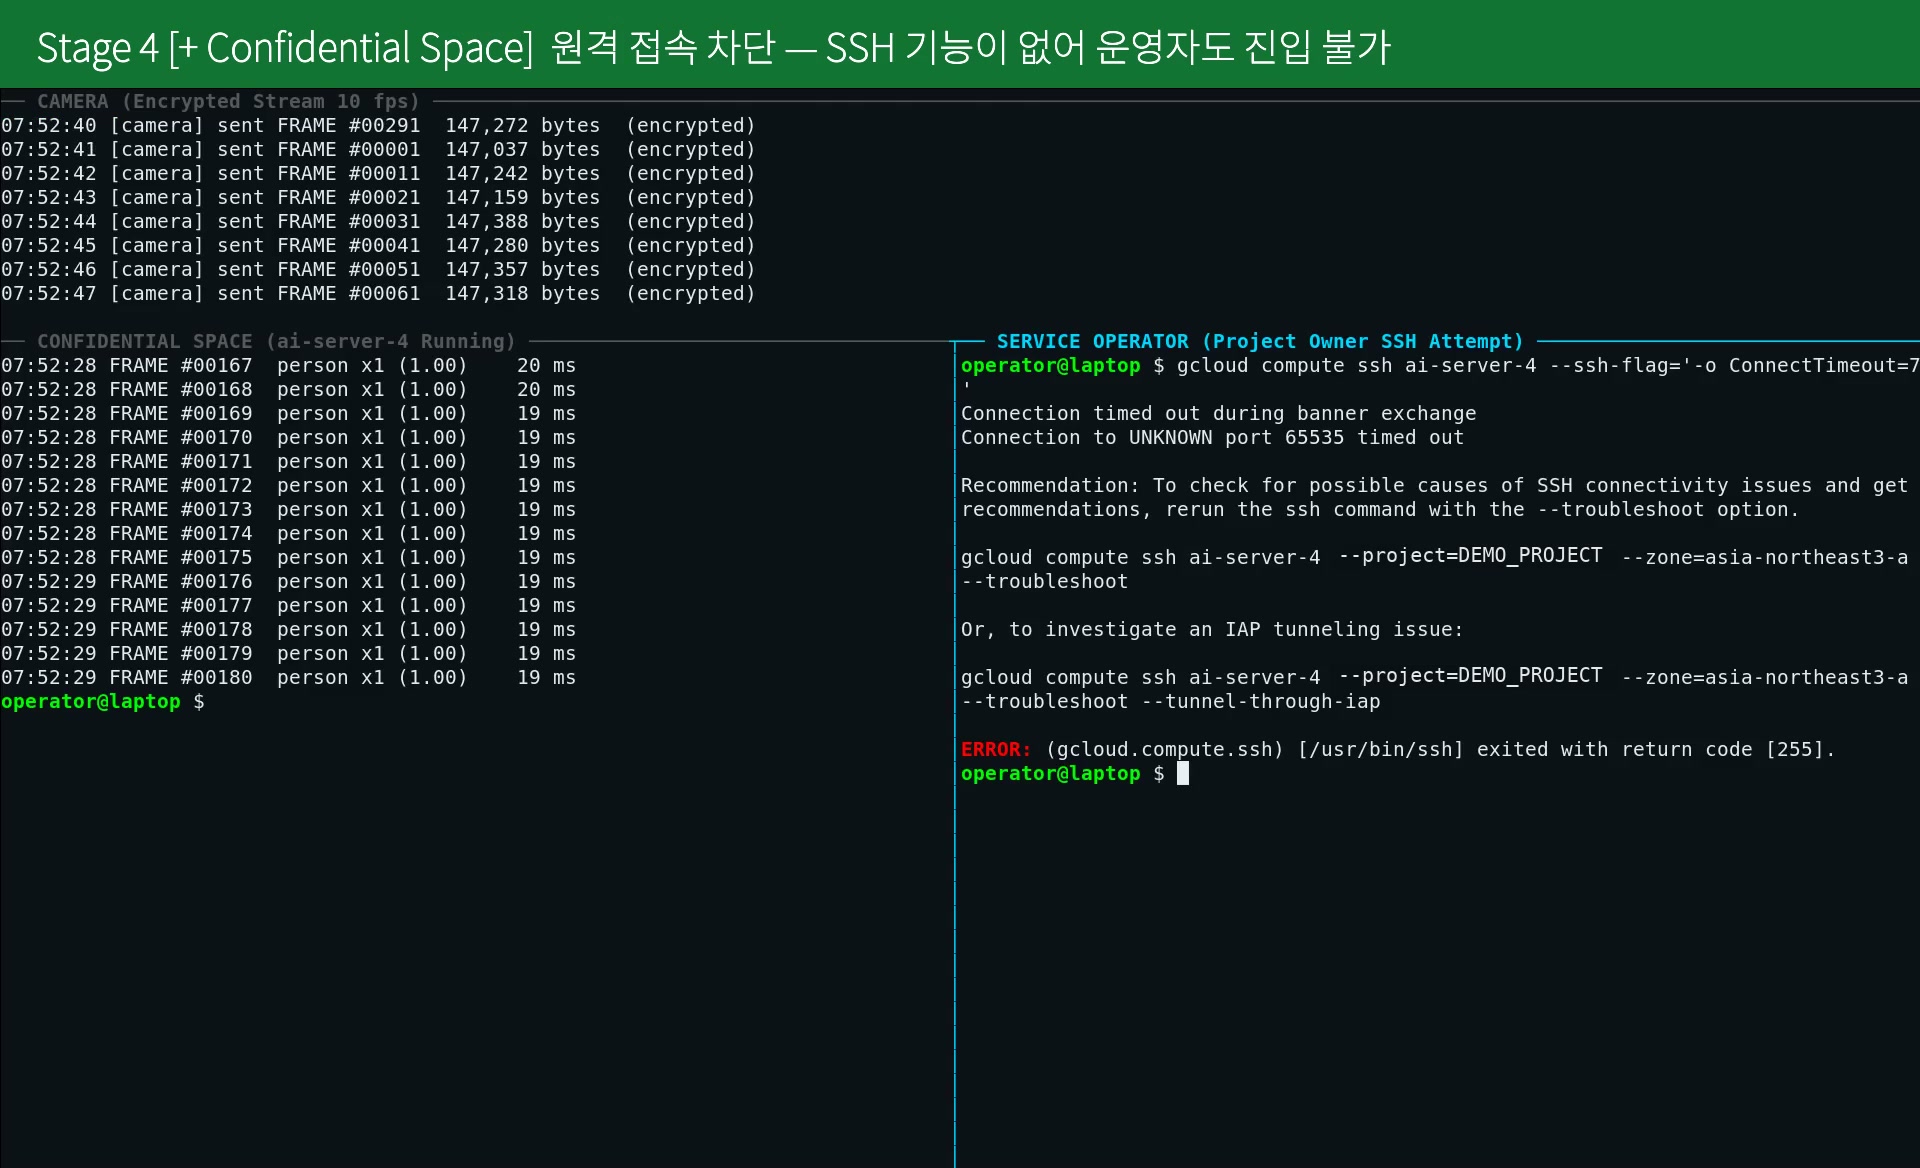 Stage 4 [+ Confidential Space] 원격 접속 차단 — SSH 기능이 없어 운영자도 진입 불가
CAMERA (Encrypted Stream 10 fps)
07:52:40 [camera] sent FRAME #00291 147,272 bytes (encrypted)
07:52:41 [camera] sent FRAME #00001 147,037 bytes (encrypted)
07:52:42 [camera] sent FRAME #00011 147,242 bytes (encrypted)
07:52:43 [camera] sent FRAME #00021 147,159 bytes (encrypted)
07:52:44 [camera] sent FRAME #00031 147,388 bytes (encrypted)
07:52:45 [camera] sent FRAME #00041 147,280 bytes (encrypted)
07:52:46 [camera] sent FRAME #00051 147,357 bytes (encrypted)
07:52:47 [camera] sent FRAME #00061 147,318 bytes (encrypted)
CONFIDENTIAL SPACE (ai-server-4 Running)
07:52:28 FRAME #00167 person x1 (1.00) 20 ms
07:52:28 FRAME #00168 person x1 (1.00) 20 ms
07:52:28 FRAME #00169 person x1 (1.00) 19 ms
07:52:28 FRAME #00170 person x1 (1.00) 19 ms
07:52:28 FRAME #00171 person x1 (1.00) 19 ms
07:52:28 FRAME #00172 person x1 (1.00) 19 ms
07:52:28 FRAME #00173 person x1 (1.00) 19 ms
07:52:28 FRAME #00174 person x1 (1.00) 19 ms
07:52:28 FRAME #00175 person x1 (1.00) 19 ms
07:52:29 FRAME #00176 person x1 (1.00) 19 ms
07:52:29 FRAME #00177 person x1 (1.00) 19 ms
07:52:29 FRAME #00178 person x1 (1.00) 19 ms
07:52:29 FRAME #00179 person x1 (1.00) 19 ms
07:52:29 FRAME #00180 person x1 (1.00) 19 ms
operator@laptop $
SERVICE OPERATOR (Project Owner SSH Attempt)
operator@laptop $ gcloud compute ssh ai-server-4 --ssh-flag='-o ConnectTimeout=7
'
Connection timed out during banner exchange
Connection to UNKNOWN port 65535 timed out
Recommendation: To check for possible causes of SSH connectivity issues and get
recommendations, rerun the ssh command with the --troubleshoot option.
gcloud compute ssh ai-server-4 --project=DEMO_PROJECT --zone=asia-northeast3-a
--troubleshoot
Or, to investigate an IAP tunneling issue:
gcloud compute ssh ai-server-4 --project=DEMO_PROJECT --zone=asia-northeast3-a
--troubleshoot --tunnel-through-iap
ERROR: (gcloud.compute.ssh) [/usr/bin/ssh] exited with return code [255].
operator@laptop $